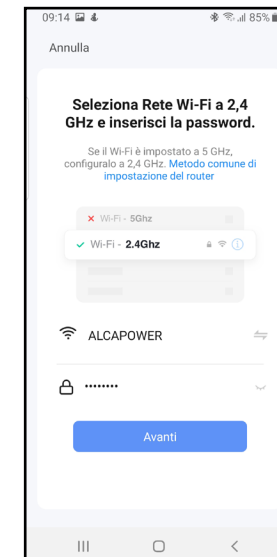 09:14 85%
Annulla
Seleziona Rete Wi-Fi a 2,4
GHz e inserisci la password.
Se il Wi-Fi è impostato a 5 GHz,
configuralo a 2,4 GHz. Metodo comune di
impostazione del router
Wi-Fi - 5Ghz
Wi-Fi - 2.4Ghz
ALCAPOWER
••••••••
Avanti